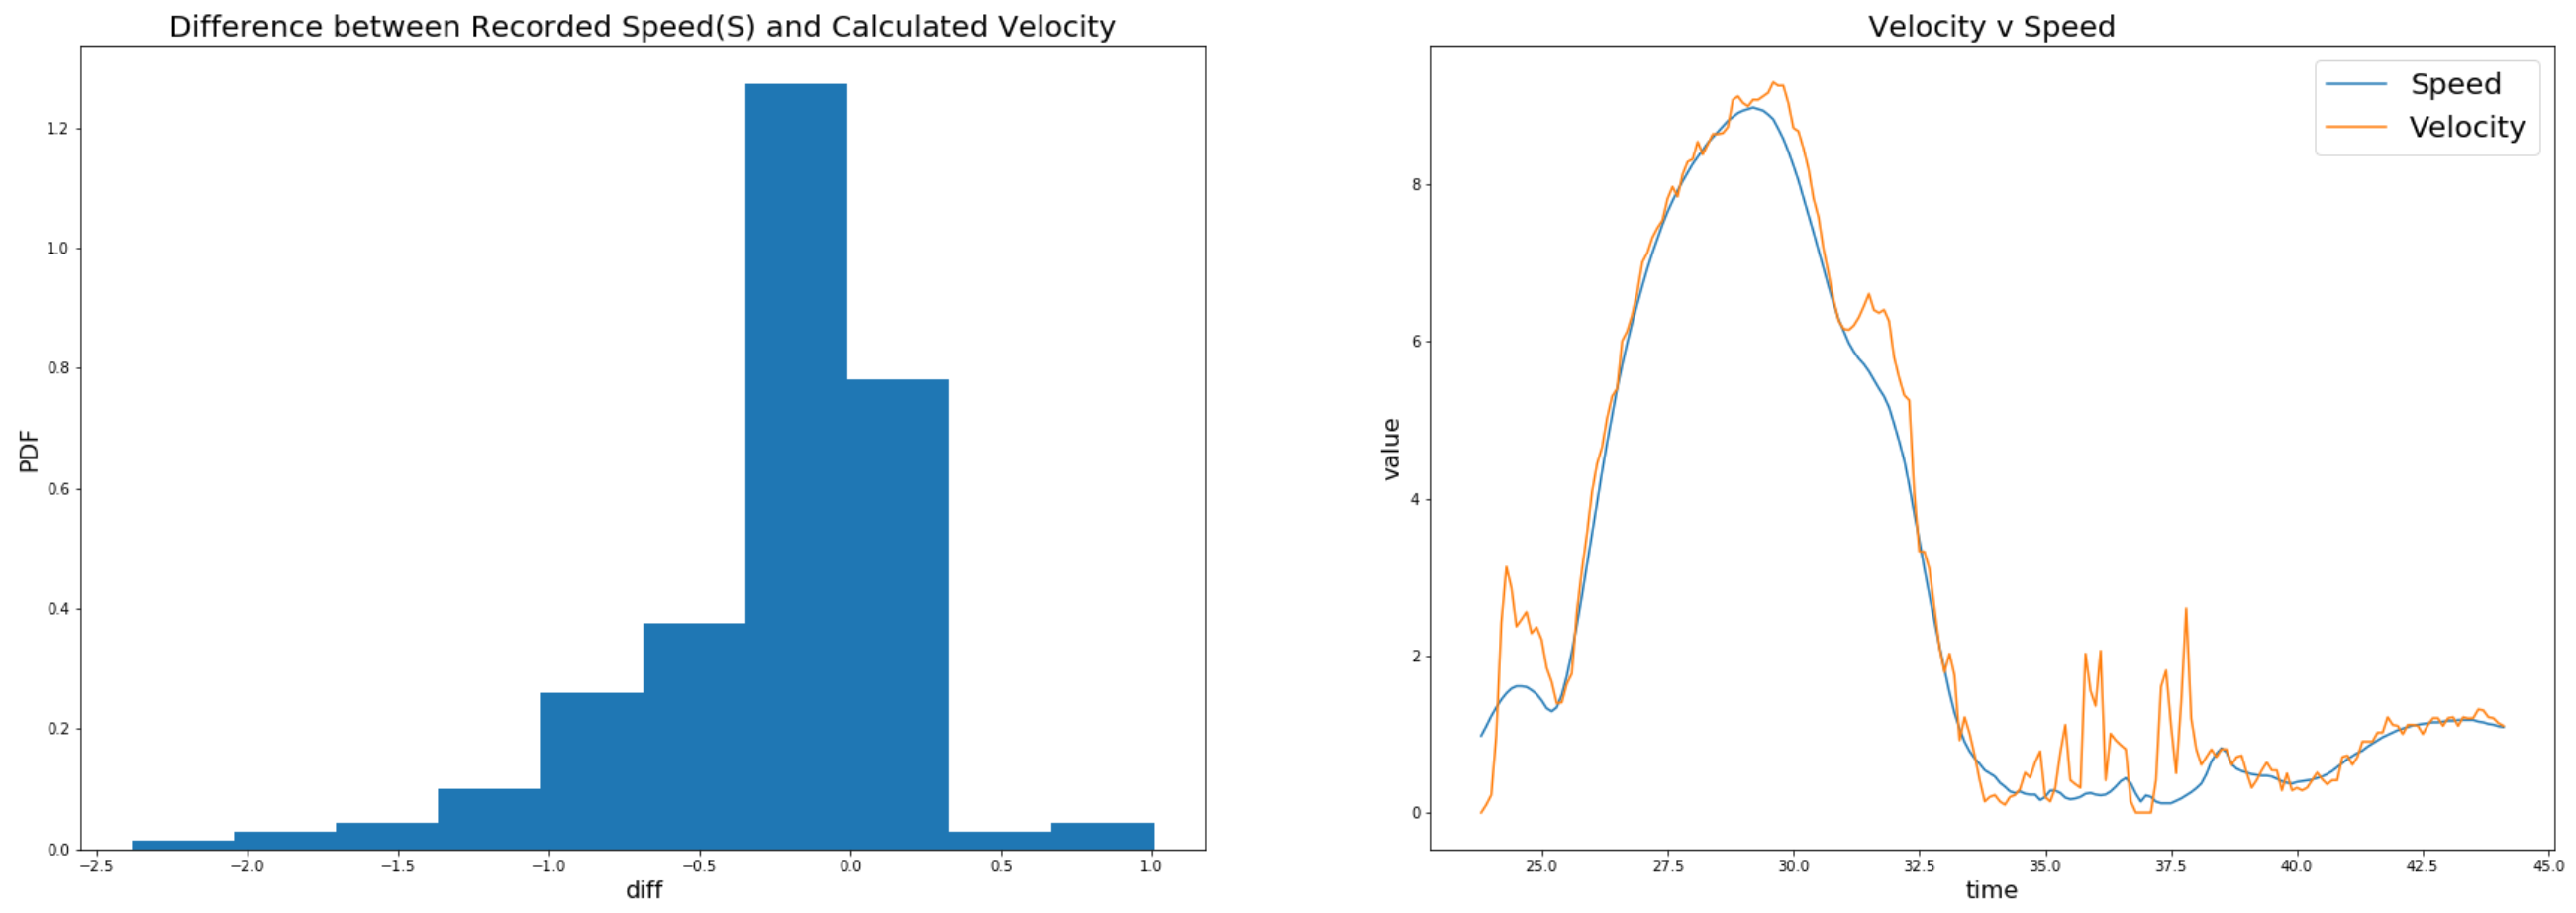 Difference between Recorded Speed(S) and Calculated Velocity
1.2
1.0
0.8
0.6
0.4
0.2
0.0
PDF
−2.5 −2.0 −1.5 −1.0 −0.5 0.0 0.5 1.0
diff
Velocity v Speed
Speed
Velocity
8
6
4
2
0
value
25.0 27.5 30.0 32.5 35.0 37.5 40.0 42.5 45.0
time